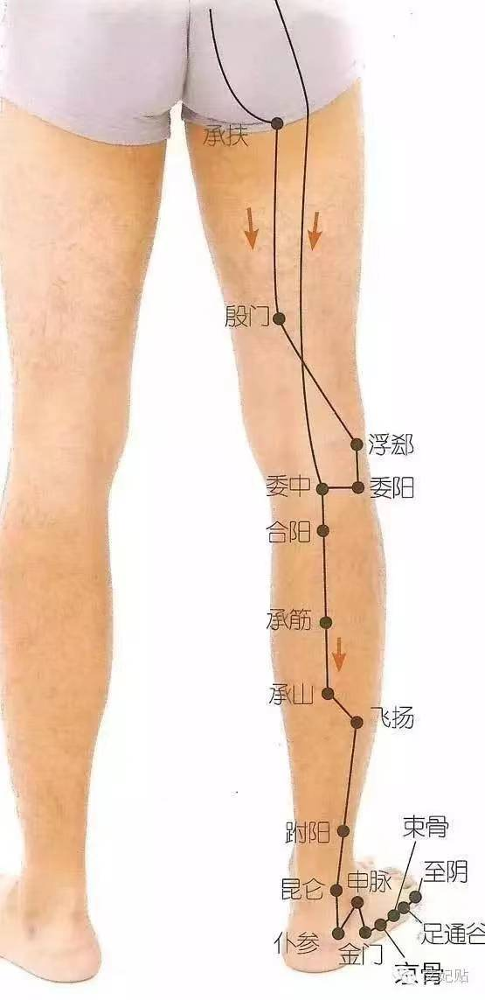 承扶
殷门
浮郄
委中
委阳
合阳
承筋
承山
飞扬
跗阳
束骨
至阴
昆仑
申脉
足通谷
仆参
金门
京骨